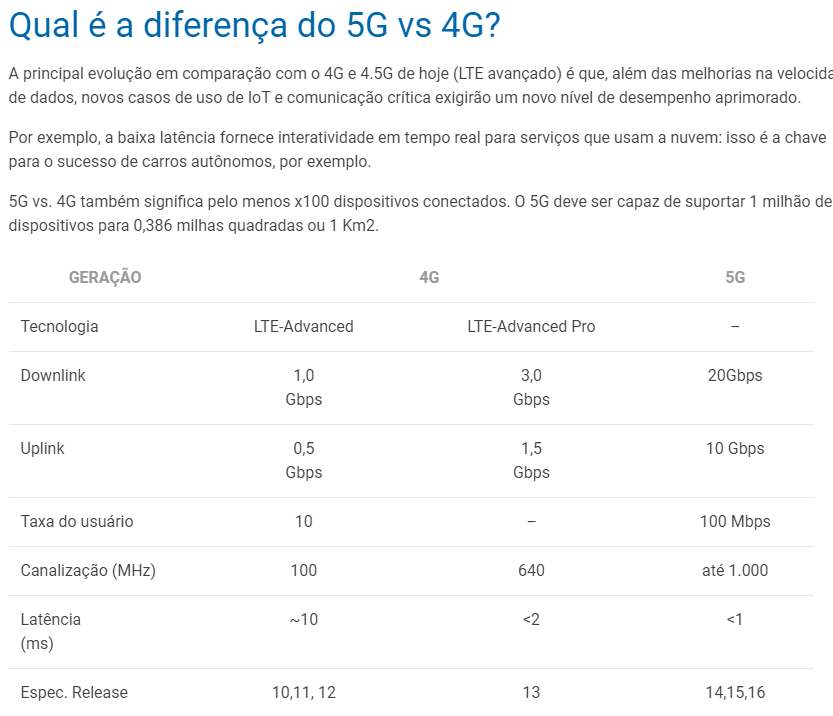 Qual é a diferença do 5G vs 4G?
A principal evolução em comparação com o 4G e 4.5G de hoje (LTE avançado) é que, além das melhorias na
de dados, novos casos de uso de IoT e comunicação crítica exigirão um novo nível de desempenho aprimorado.
Por exemplo, a baixa latência fornece interatividade em tempo real para serviços que usam a nuvem: isso é a chave
para o sucesso de carros autônomos, por exemplo.
5G vs. 4G também significa pelo menos x100 dispositivos conectados. O 5G deve ser capaz de suportar 1 milhão de
dispositivos para 0,386 milhas quadradas ou 1 Km2.
GERAÇÃO 4G 5G
Tecnologia LTE-Advanced LTE-Advanced Pro –
Downlink 1,0 3,0 20Gbps
Gbps Gbps
Uplink 0,5 1,5 10 Gbps
Gbps Gbps
Taxa do usuário 10 – 100 Mbps
Canalização (MHz) 100 640 até 1.000
Latência ~10 <2 <1
(ms)
Espec. Release 10,11, 12 13 14,15,16